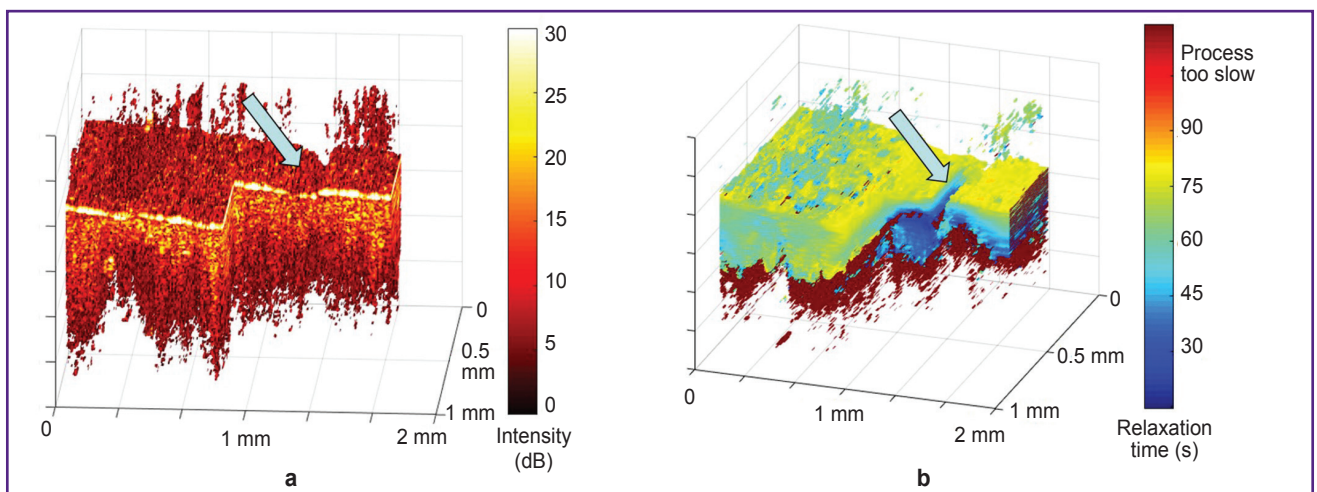 30
25
20
15
10
5
0
Intensity
(dB)
0
0.5
mm
1 mm
0
1 mm
2 mm
a
Process
too slow
90
75
60
45
30
Relaxation
time (s)
0
0.5 mm
1 mm
0
1 mm
2 mm
b